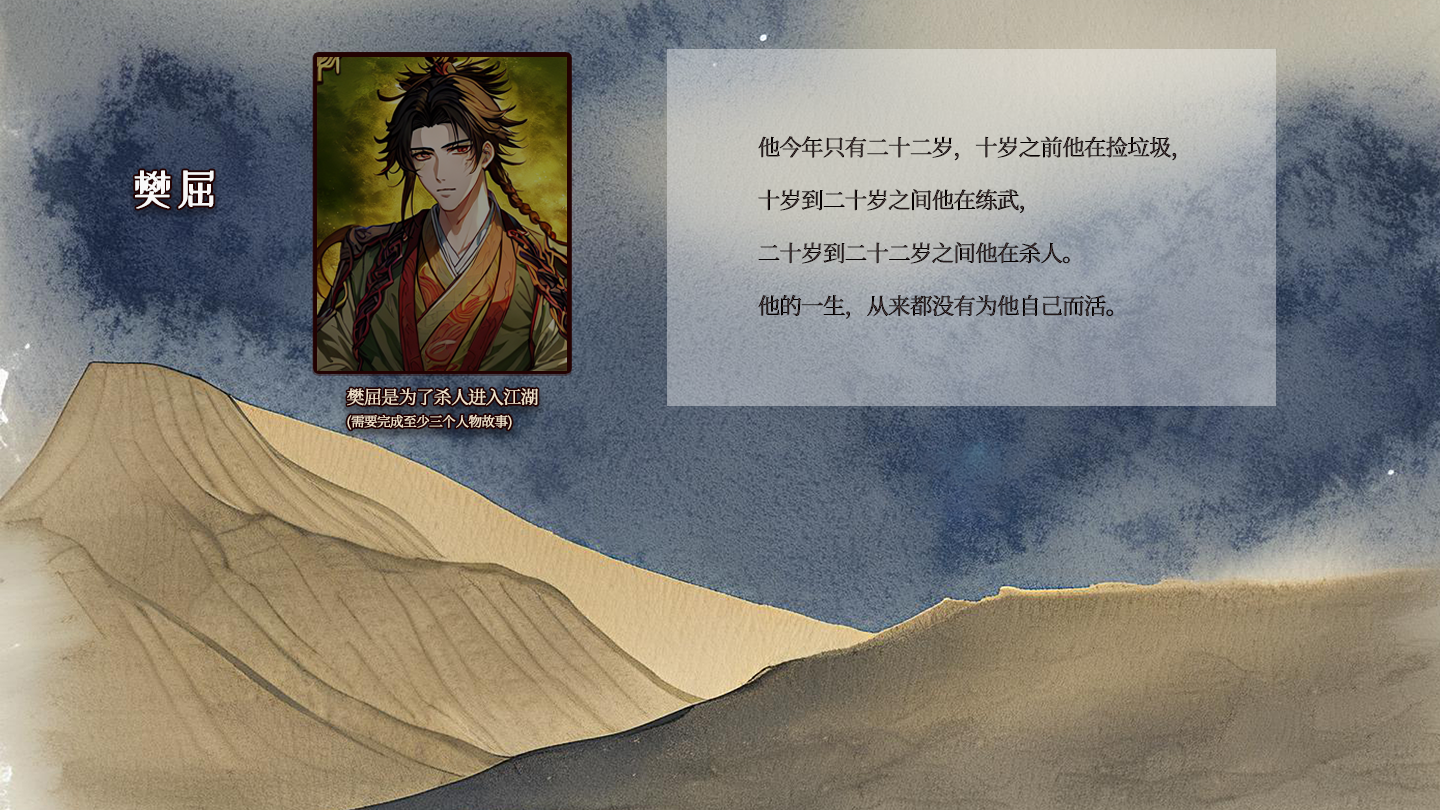 樊屈
樊屈是为了杀人进入江湖
(需要完成至少三个人物故事)
他今年只有二十二岁，十岁之前他在捡垃圾，
十岁到二十岁之间他在练武，
二十岁到二十二岁之间他在杀人。
他的一生，从来都没有为他自己而活。